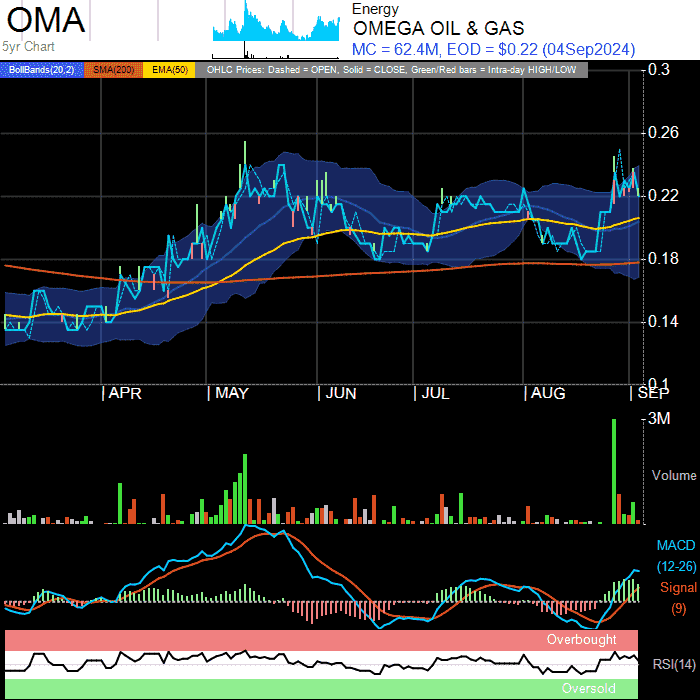 OMA
5yr Chart
Energy
OMEGA OIL & GAS
MC = 62.4M, EOD = $0.22 (04Sep2024)
BollBands(20,2) SMA(200) EMA(50) OHLC Prices: Dashed = OPEN, Solid = CLOSE, Green/Red bars = Intra-day HIGH/LOW
0.3
0.26
0.22
0.18
0.14
0.1
APR MAY JUN JUL AUG SEP
3M
Volume
MACD
(12-26)
Signal
(9)
Overbought
RSI(14)
Oversold